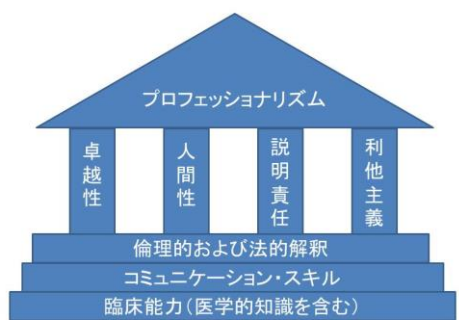 プロフェッショナリズム
卓越性
人間性
説明責任
利他主義
倫理的および法的解釈
コミュニケーション・スキル
臨床能力(医学的知識を含む)